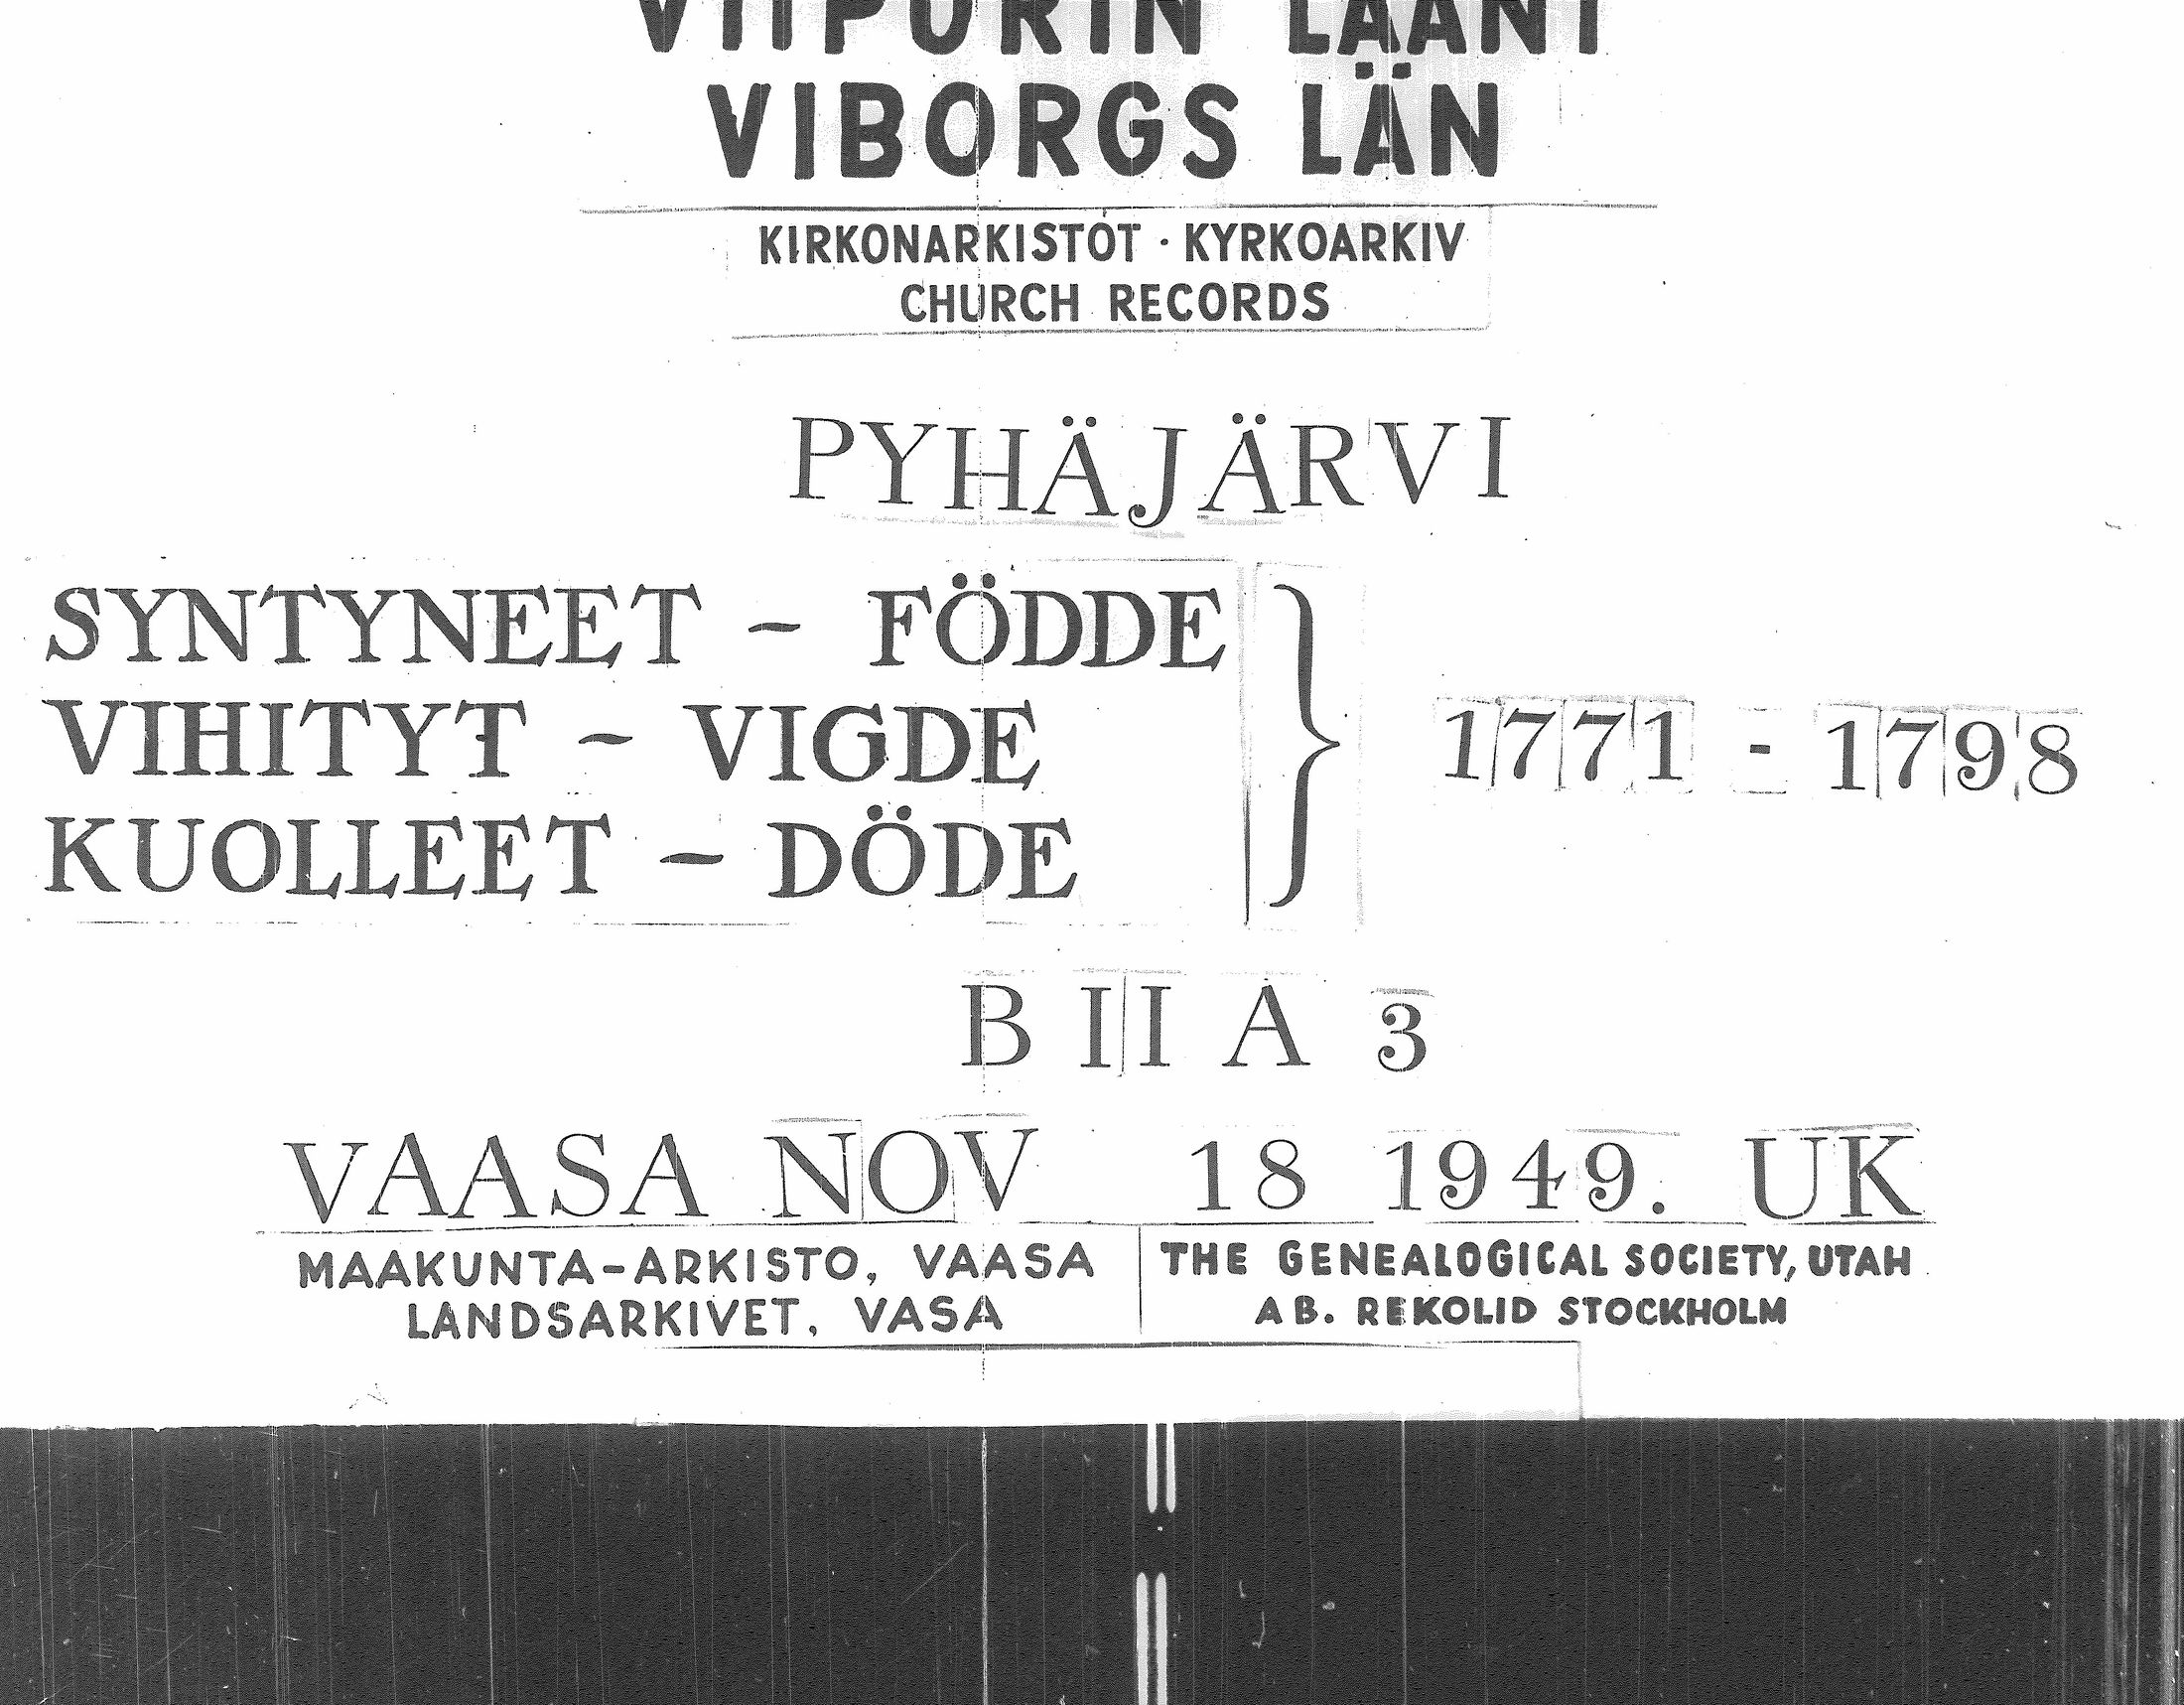 VIIPURIN LÄÄNI
VIBORGS LÄN
KIRKONARKISTOT · KYRKOARKIV
CHURCH RECORDS
PYHÄJÄRVI
SYNTYNEET - FÖDDE
VIHITYT - VIGDE
KUOLLEET - DÖDE
} 1771 - 1798
B II A 3
VAASA NOV 18 1949. UK
MAAKUNTA-ARKISTO, VAASA
LANDSARKIVET, VASA
THE GENEALOGICAL SOCIETY, UTAH
AB. REKOLID STOCKHOLM